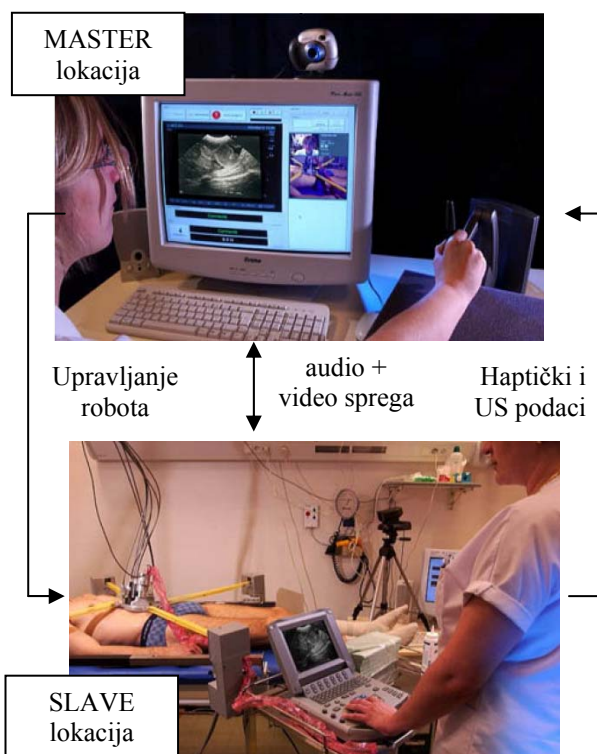 MASTER
lokacija
Upravljanje
robota
audio +
video sprega
Haptički i
US podaci
SLAVE
lokacija